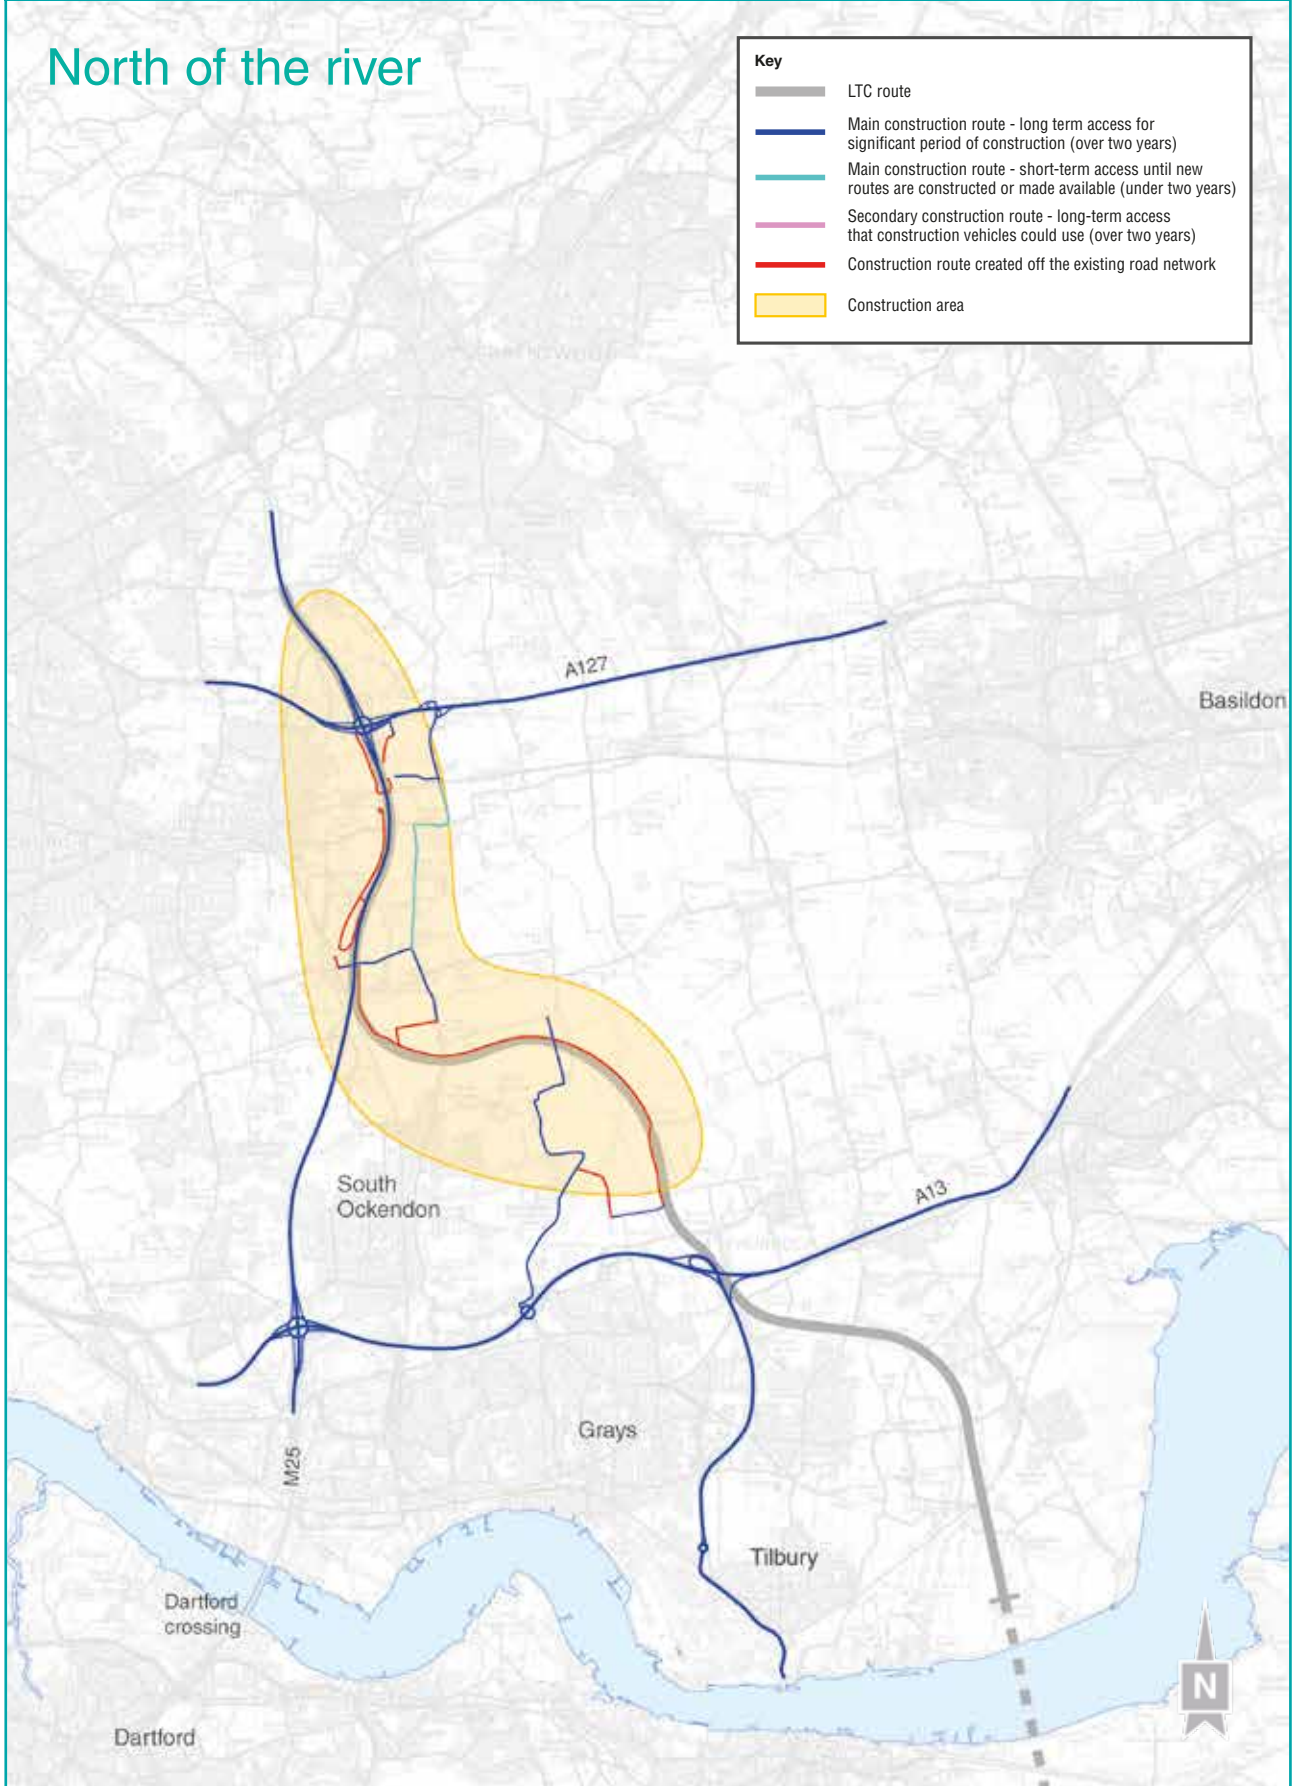 North of the river
Key
LTC route
Main construction route - long term access for
significant period of construction (over two years)
Main construction route - short-term access until new
routes are constructed or made available (under two years)
Secondary construction route - long-term access
that construction vehicles could use (over two years)
Construction route created off the existing road network
Construction area
A127
Basildon
South
Ockendon
A13
Grays
M25
Tilbury
Dartford
crossing
N
Dartford